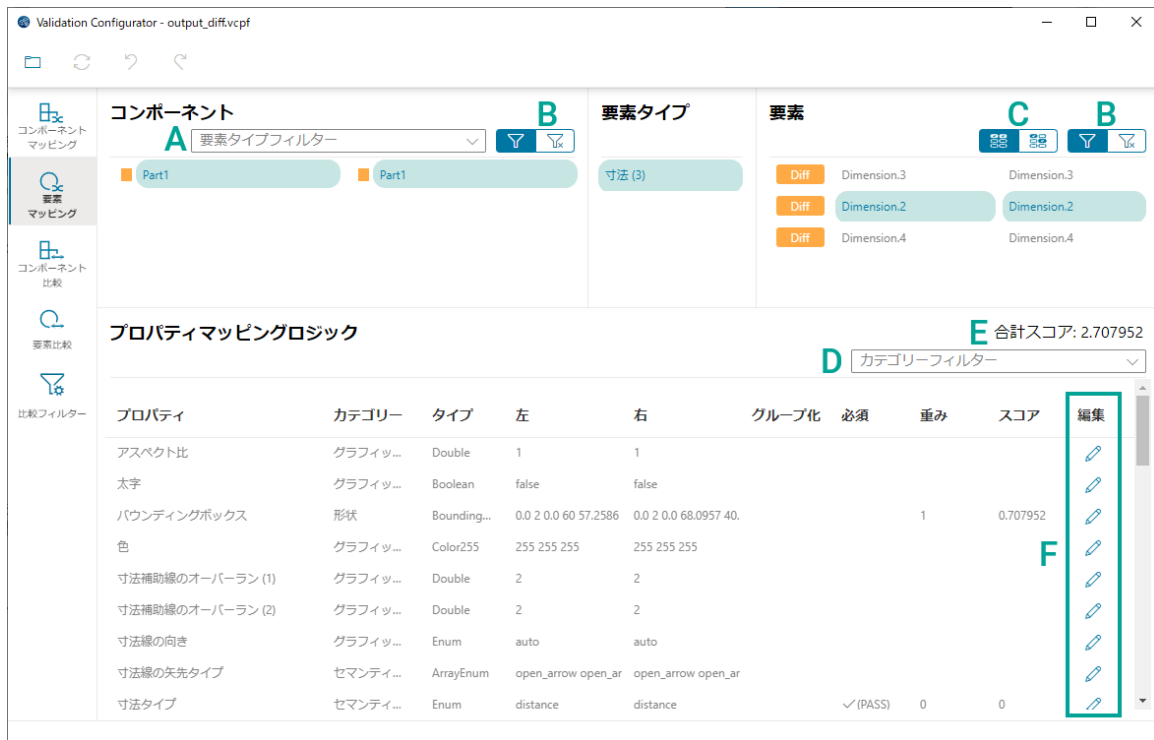 Validation Configurator - output_diff.vcpf
コンポーネント
マッピング
要素
マッピング
コンポーネント
比較
要素比較
比較フィルター
コンポーネント
A 要素タイプフィルター B
Part1 Part1
要素タイプ
寸法 (3)
要素
C B
Diff Dimension.3 Dimension.3
Diff Dimension.2 Dimension.2
Diff Dimension.4 Dimension.4
プロパティマッピングロジック
E 合計スコア: 2.707952
D カテゴリーフィルター
プロパティ カテゴリー タイプ 左 右 グループ化 必須 重み スコア 編集
アスペクト比 グラフィッ... Double 1 1
太字 グラフィッ... Boolean false false
バウンディングボックス 形状 Bounding... 0.0 2 0.0 60 57.2586 0.0 2 0.0 68.0957 40. 1 0.707952
色 グラフィッ... Color255 255 255 255 255 255 255
F
寸法補助線のオーバーラン (1) グラフィッ... Double 2 2
寸法補助線のオーバーラン (2) グラフィッ... Double 2 2
寸法線の向き グラフィッ... Enum auto auto
寸法線の矢先タイプ セマンティ... ArrayEnum open_arrow open_ar open_arrow open_ar
寸法タイプ セマンティ... Enum distance distance ✓(PASS) 0 0